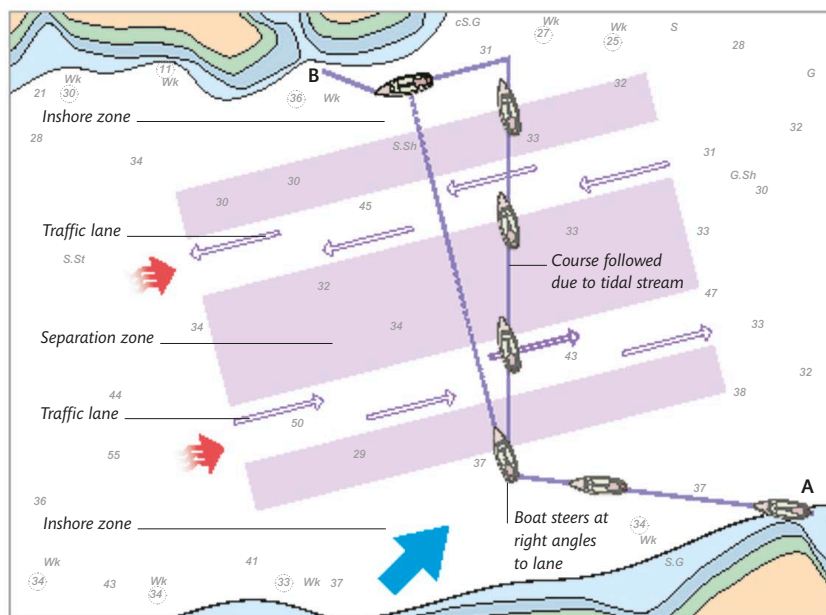 cS.G
Wk
27
Wk
25
S
28
31
G
B
Wk
11
Wk
Wk
21
30
36
Wk
32
Inshore zone
28
33
32
S.Sh
34
31
G.Sh
30
30
30
45
Traffic lane
33
33
S.St
Course followed
due to tidal stream
32
47
34
34
33
Separation zone
43
32
44
38
Traffic lane
50
55
29
37
37
A
36
Inshore zone
Boat steers at
right angles
to lane
34
Wk
S.G
Wk
34
43
Wk
34
41
33
Wk
37